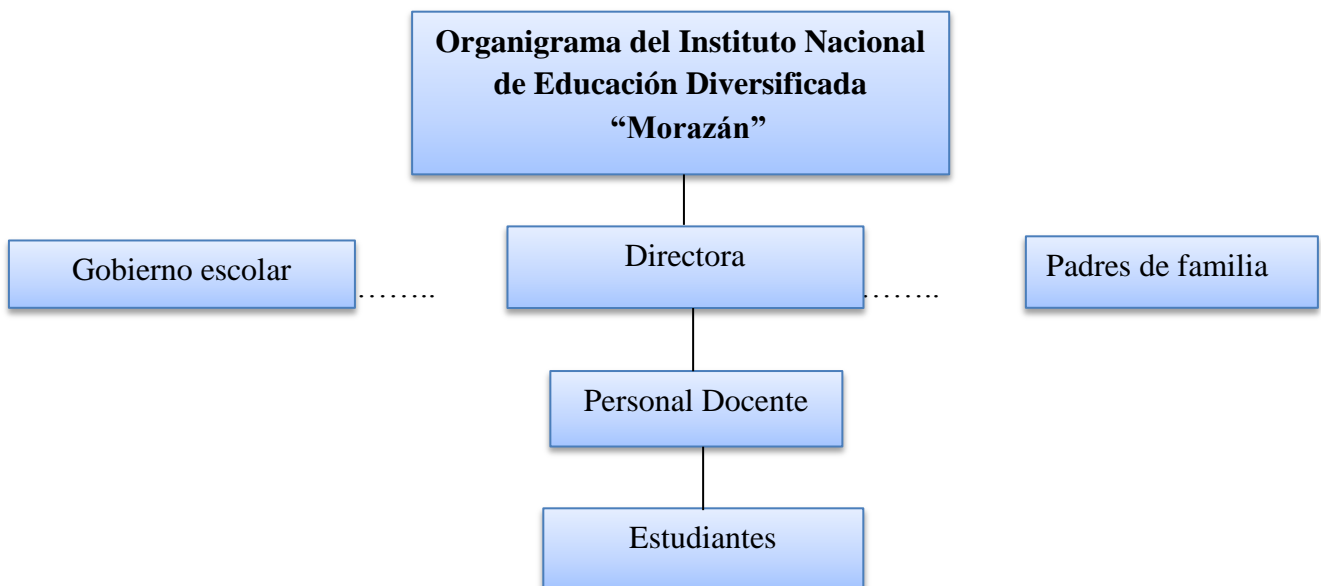 Organigrama del Instituto Nacional
de Educación Diversificada
“Morazán”
Gobierno escolar
……..
Directora
……..
Padres de familia
Personal Docente
Estudiantes